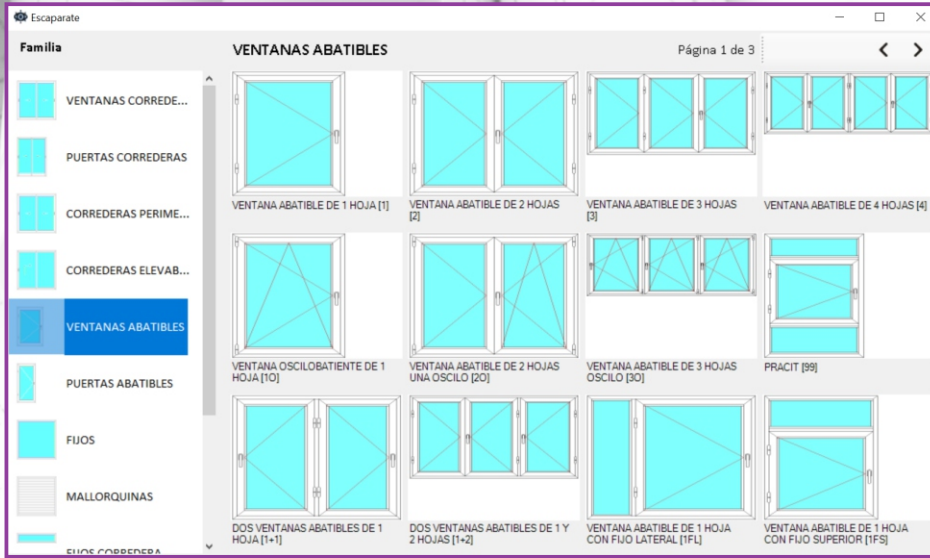 Escaparate
Familia
VENTANAS ABATIBLES
Página 1 de 3
VENTANAS CORREDE...
PUERTAS CORREDERAS
CORREDERAS PERIME...
CORREDERAS ELEVAB...
VENTANAS ABATIBLES
PUERTAS ABATIBLES
FIJOS
MALLORQUINAS
FIJOS CORREDERA
VENTANA ABATIBLE DE 1 HOJA [1]
VENTANA ABATIBLE DE 2 HOJAS
[2]
VENTANA ABATIBLE DE 3 HOJAS
[3]
VENTANA ABATIBLE DE 4 HOJAS [4]
VENTANA OSCILOBATIENTE DE 1
HOJA [1O]
VENTANA ABATIBLE DE 2 HOJAS
UNA OSCILO [2O]
VENTANA ABATIBLE DE 3 HOJAS
OSCILO [3O]
PRACIT [99]
DOS VENTANAS ABATIBLES DE 1
HOJA [1+1]
DOS VENTANAS ABATIBLES DE 1 Y
2 HOJAS [1+2]
VENTANA ABATIBLE DE 1 HOJA
CON FIJO LATERAL [1FL]
VENTANA ABATIBLE DE 1 HOJA
CON FIJO SUPERIOR [1FS]